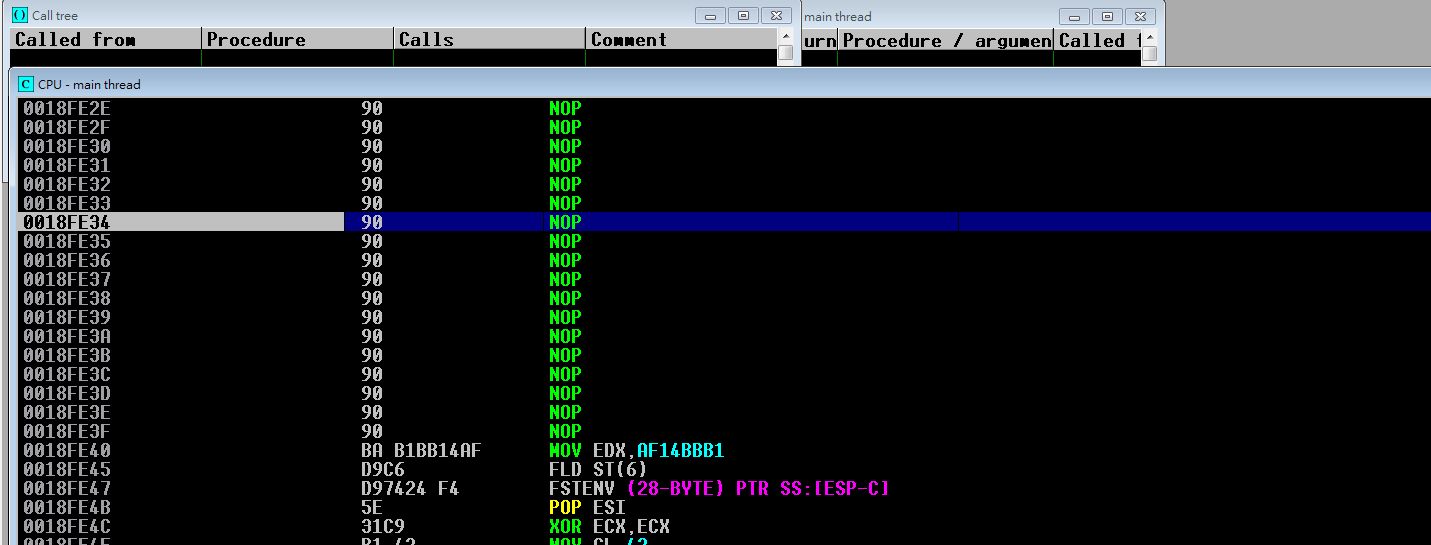 Call tree
main thread
Called from Procedure Calls Comment
urn Procedure / argumen Called f
CPU - main thread
0018FE2E 90 NOP
0018FE2F 90 NOP
0018FE30 90 NOP
0018FE31 90 NOP
0018FE32 90 NOP
0018FE33 90 NOP
0018FE34 90 NOP
0018FE35 90 NOP
0018FE36 90 NOP
0018FE37 90 NOP
0018FE38 90 NOP
0018FE39 90 NOP
0018FE3A 90 NOP
0018FE3B 90 NOP
0018FE3C 90 NOP
0018FE3D 90 NOP
0018FE3E 90 NOP
0018FE3F 90 NOP
0018FE40 BA B1BB14AF MOV EDX,AF14BBB1
0018FE45 D9C6 FLD ST(6)
0018FE47 D97424 F4 FSTENV (28-BYTE) PTR SS:[ESP-C]
0018FE4B 5E POP ESI
0018FE4C 31C9 XOR ECX,ECX
0018FE4E B1 MOV CL